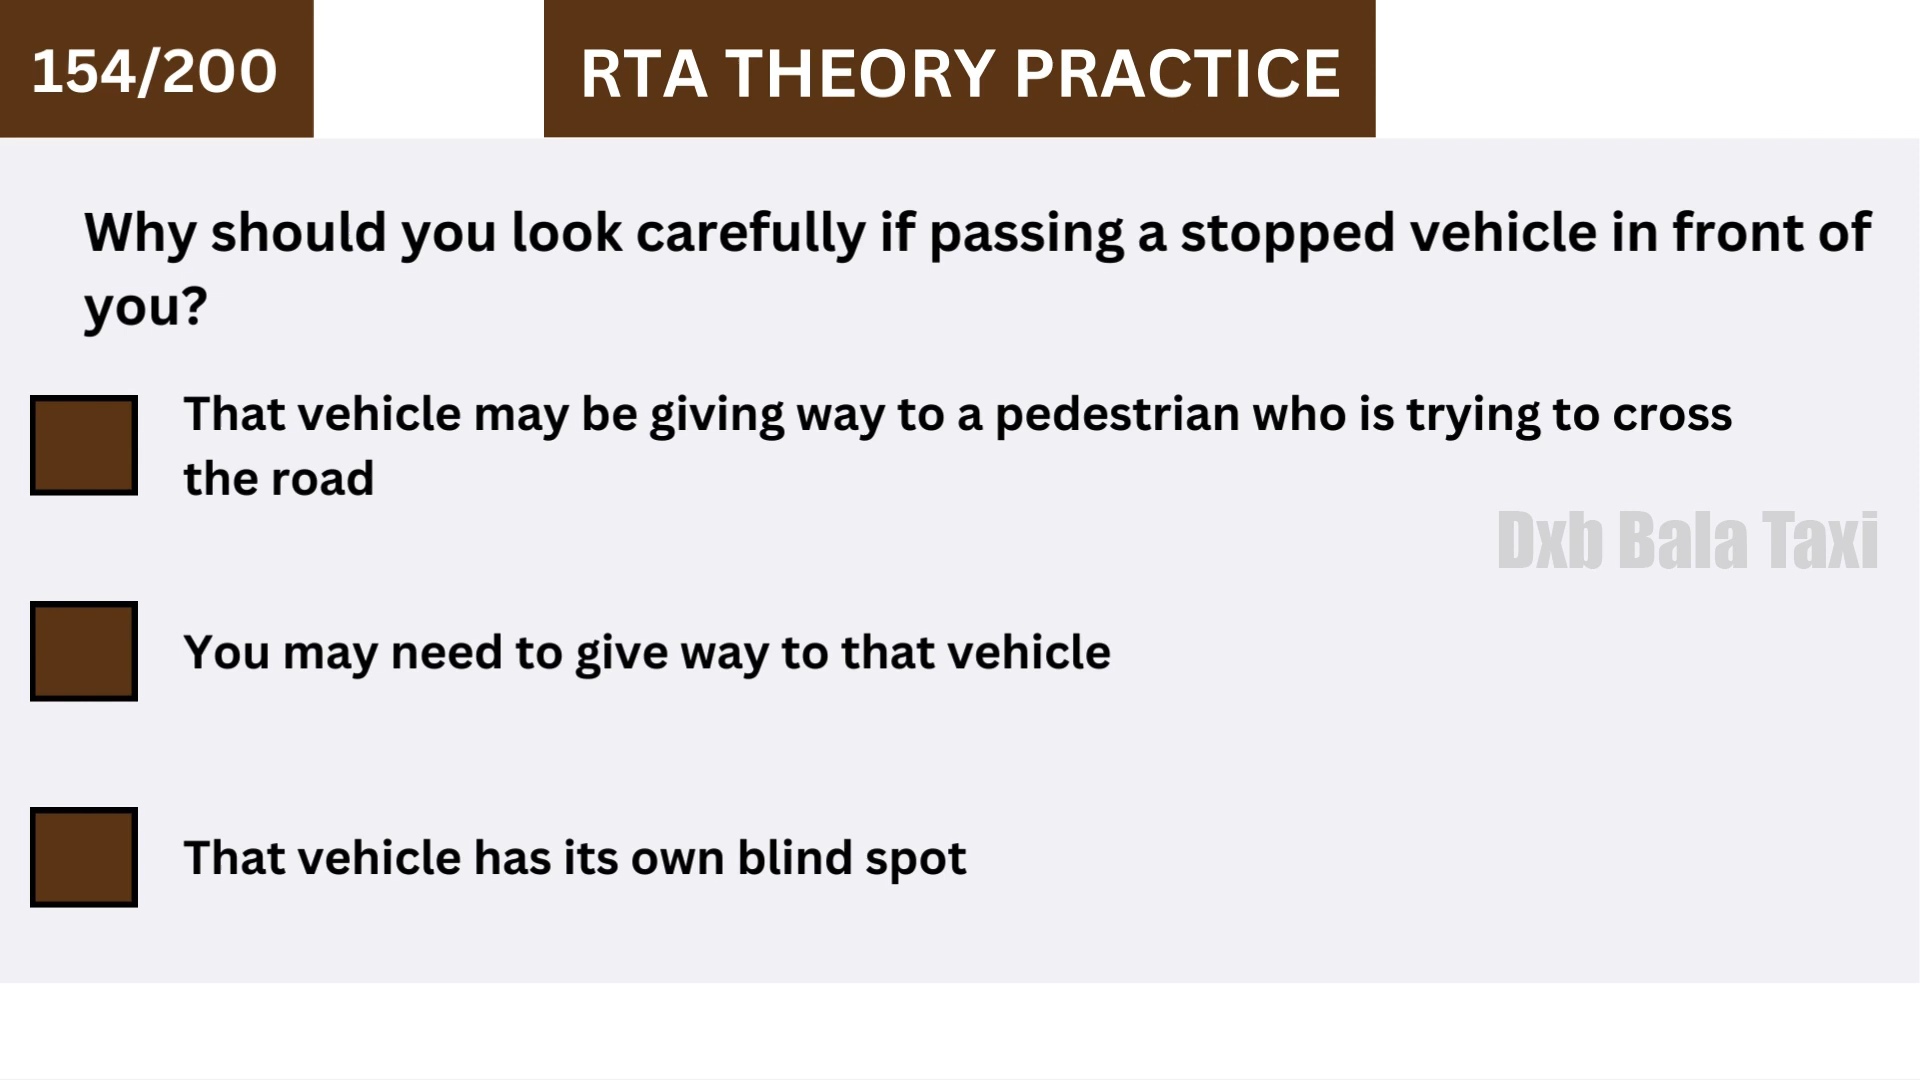 154/200
RTA THEORY PRACTICE
Why should you look carefully if passing a stopped vehicle in front of
you?
That vehicle may be giving way to a pedestrian who is trying to cross
the road
Dxb Bala Taxi
You may need to give way to that vehicle
That vehicle has its own blind spot